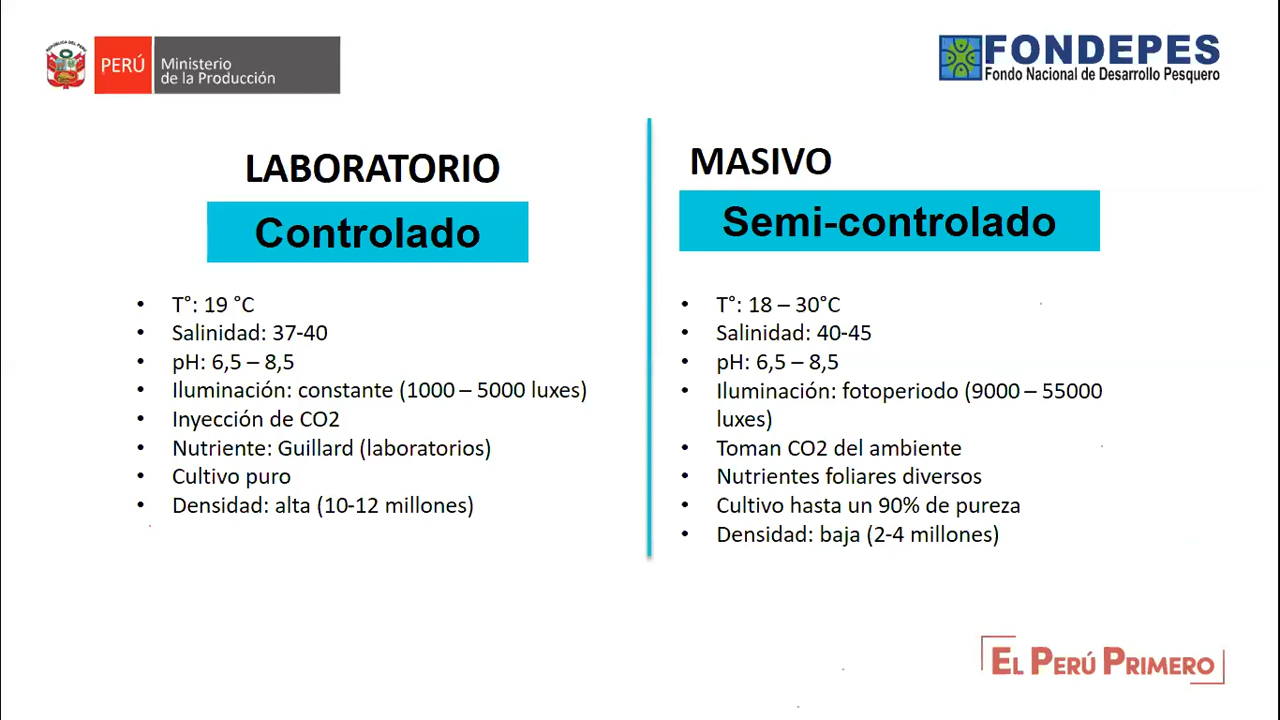 REPÚBLICA DEL PERÚ
PERÚ
Ministerio
de la Producción
FONDEPES
Fondo Nacional de Desarrollo Pesquero
LABORATORIO
Controlado
• T°: 19 °C
• Salinidad: 37-40
• pH: 6,5 – 8,5
• Iluminación: constante (1000 – 5000 luxes)
• Inyección de CO2
• Nutriente: Guillard (laboratorios)
• Cultivo puro
• Densidad: alta (10-12 millones)
MASIVO
Semi-controlado
• T°: 18 – 30°C
• Salinidad: 40-45
• pH: 6,5 – 8,5
• Iluminación: fotoperiodo (9000 – 55000
luxes)
• Toman CO2 del ambiente
• Nutrientes foliares diversos
• Cultivo hasta un 90% de pureza
• Densidad: baja (2-4 millones)
EL PERÚ PRIMERO